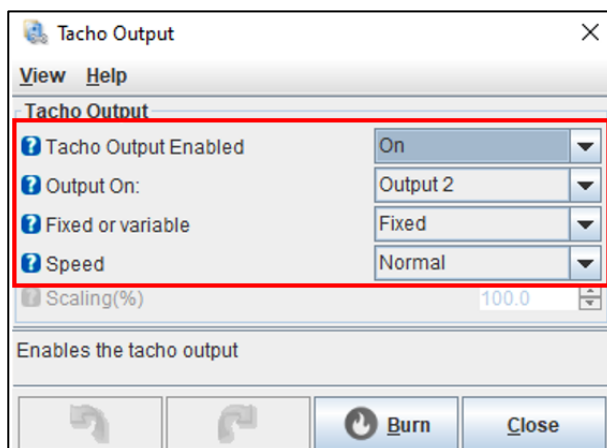 Tacho Output
View Help
Tacho Output
Tacho Output Enabled On
Output On: Output 2
Fixed or variable Fixed
Speed Normal
Scaling(%) 100.0
Enables the tacho output
Burn Close